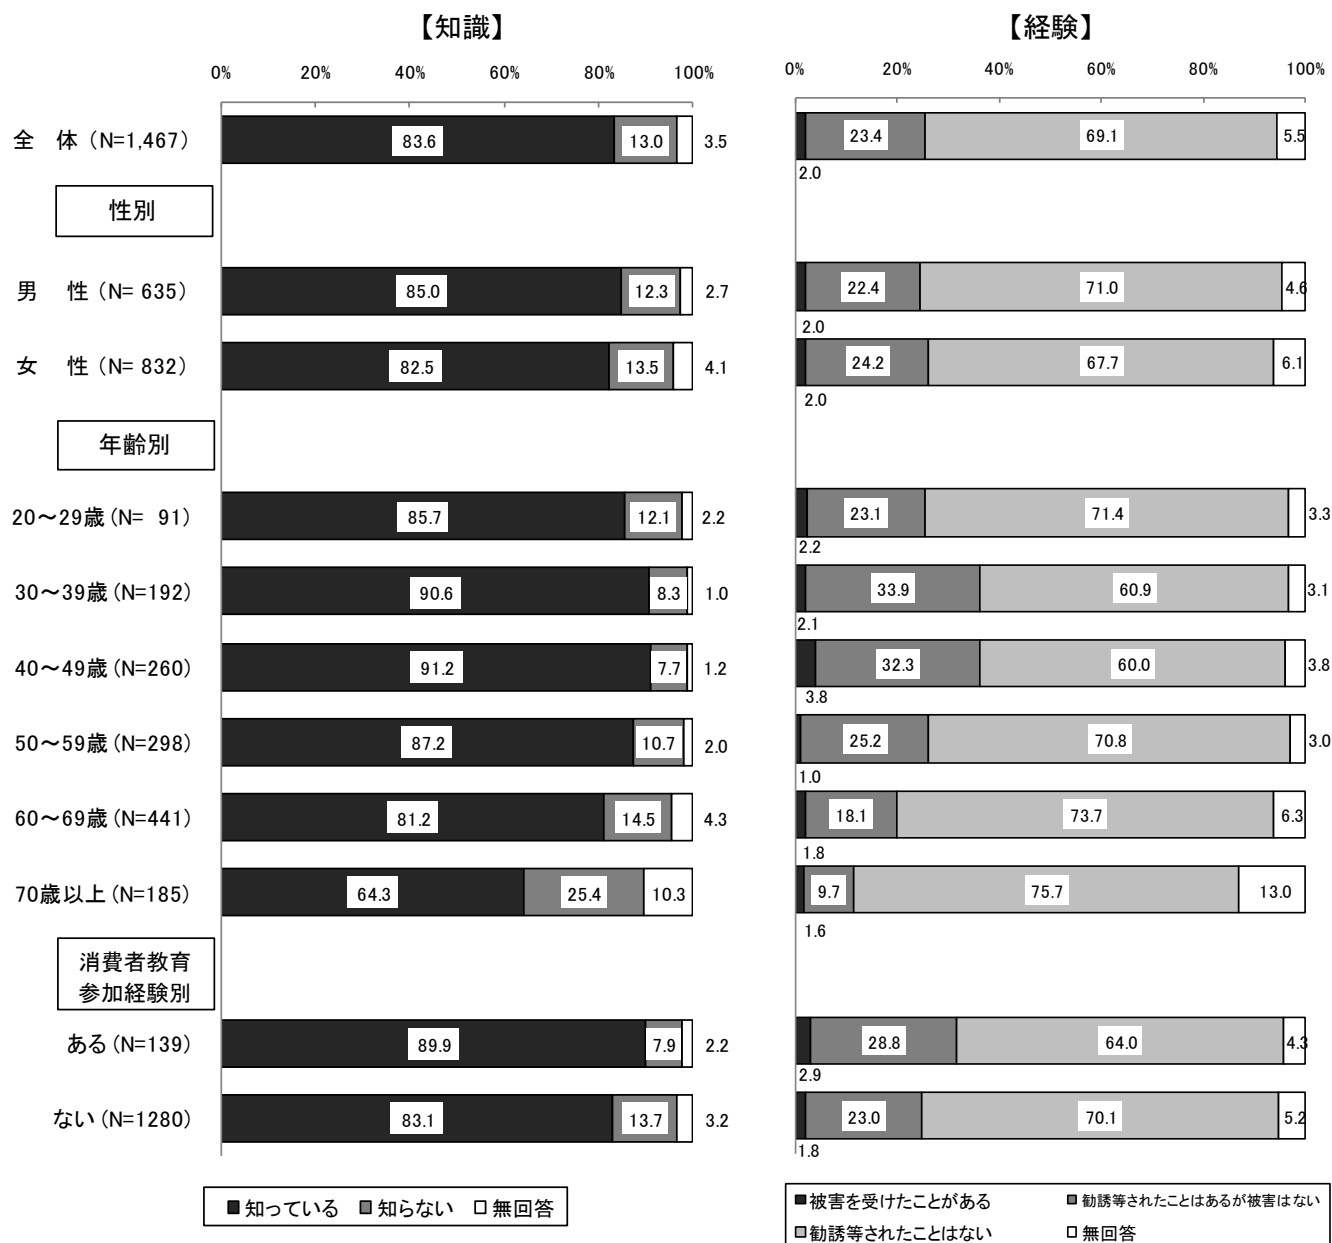 【知識】
【経験】
0% 20% 40% 60% 80% 100%
0% 20% 40% 60% 80% 100%
全 体 (N=1,467) 83.6 13.0 3.5 2.0 23.4 69.1 5.5
性別
男 性 (N= 635) 85.0 12.3 2.7 2.0 22.4 71.0 4.6
女 性 (N= 832) 82.5 13.5 4.1 2.0 24.2 67.7 6.1
年齢別
20～29歳 (N= 91) 85.7 12.1 2.2 2.2 23.1 71.4 3.3
30～39歳 (N=192) 90.6 8.3 1.0 2.1 33.9 60.9 3.1
40～49歳 (N=260) 91.2 7.7 1.2 3.8 32.3 60.0 3.8
50～59歳 (N=298) 87.2 10.7 2.0 1.0 25.2 70.8 3.0
60～69歳 (N=441) 81.2 14.5 4.3 1.8 18.1 73.7 6.3
70歳以上 (N=185) 64.3 25.4 10.3 1.6 9.7 75.7 13.0
消費者教育
参加経験別
ある (N=139) 89.9 7.9 2.2 2.9 28.8 64.0 4.3
ない (N=1280) 83.1 13.7 3.2 1.8 23.0 70.1 5.2
知っている 知らない 無回答
被害を受けたことがある 勧誘等されたことはあるが被害はない
勧誘等されたことはない 無回答